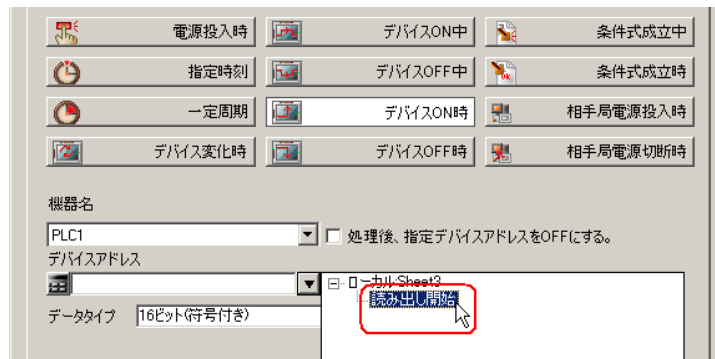 電源投入時 デバイスON中 条件式成立中
指定時刻 デバイスOFF中 条件式成立時
一定周期 デバイスON時 相手局電源投入時
デバイス変化時 デバイスOFF時 相手局電源切断時
機器名
PLC1 処理後、指定デバイスアドレスをOFFにする。
デバイスアドレス
ローカル:Sheet3
読み出し開始
データタイプ 16ビット(符号付き)